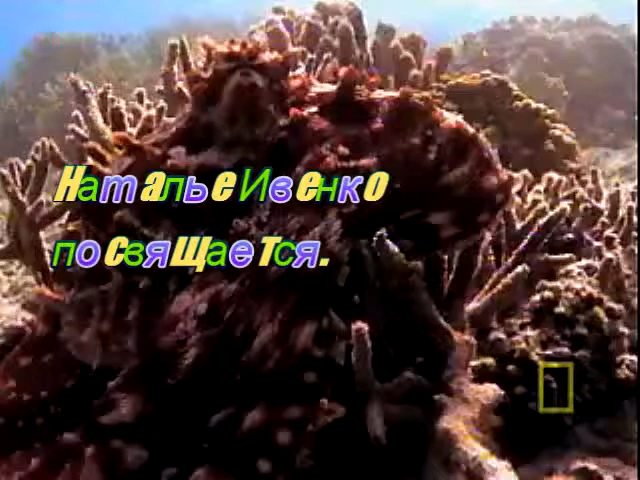 Наталье Ивенко
посвящается.